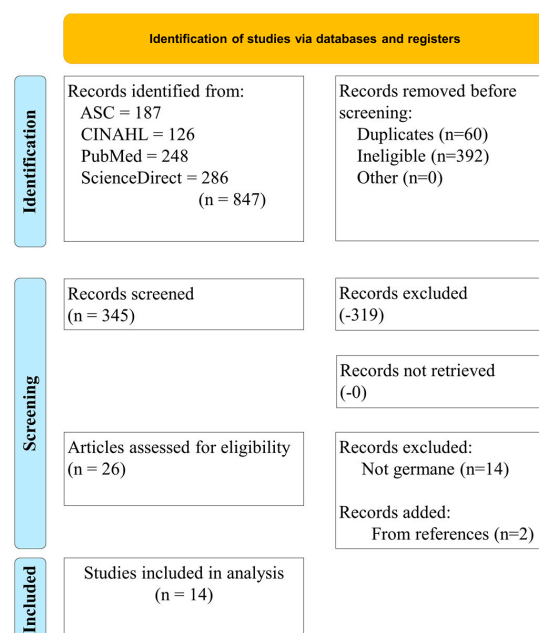 Identification of studies via databases and registers
Identification
Records identified from:
ASC = 187
CINAHL = 126
PubMed = 248
ScienceDirect = 286
(n = 847)
Records removed before
screening:
Duplicates (n=60)
Ineligible (n=392)
Other (n=0)
Screening
Records screened
(n = 345)
Records excluded
(-319)
Records not retrieved
(-0)
Articles assessed for eligibility
(n = 26)
Records excluded:
Not germane (n=14)
Records added:
From references (n=2)
Included
Studies included in analysis
(n = 14)